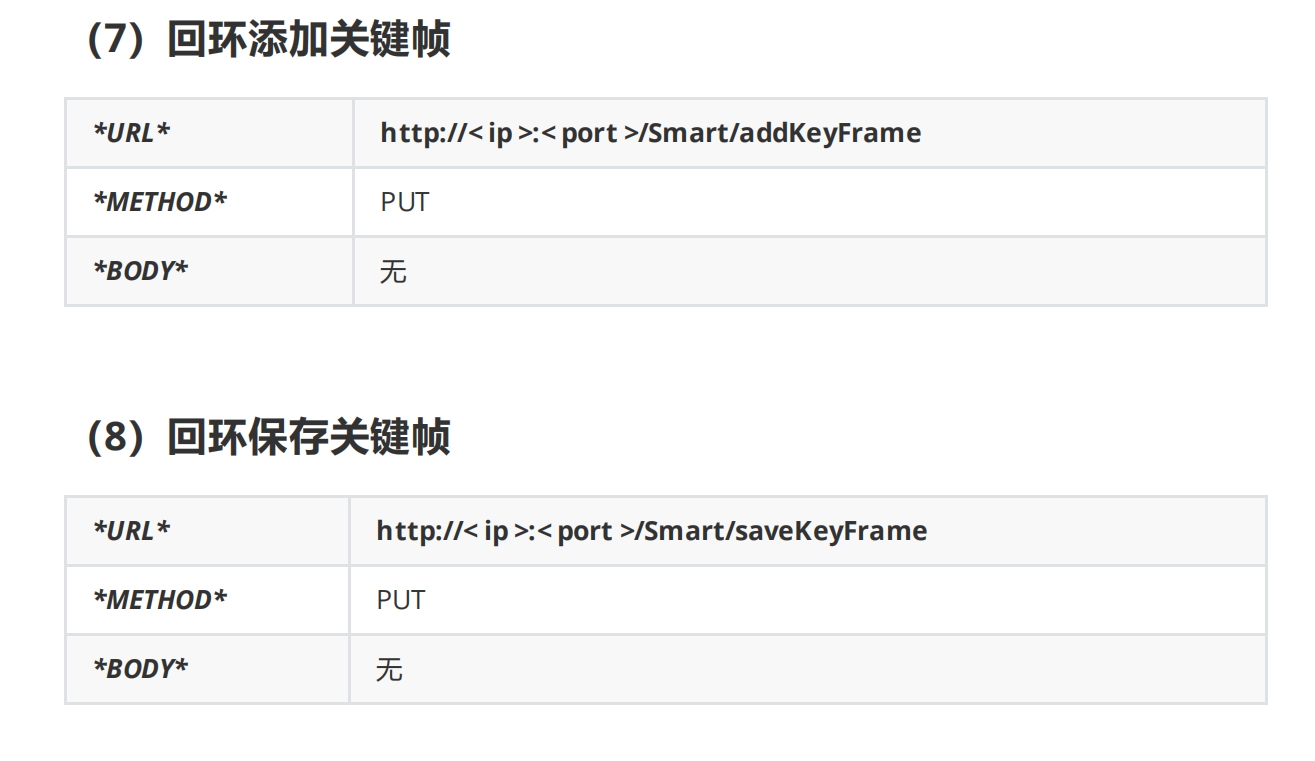 (7) 回环添加关键帧
*URL* http://< ip >:< port >/Smart/addKeyFrame
*METHOD* PUT
*BODY* 无
(8) 回环保存关键帧
*URL* http://< ip >:< port >/Smart/saveKeyFrame
*METHOD* PUT
*BODY* 无